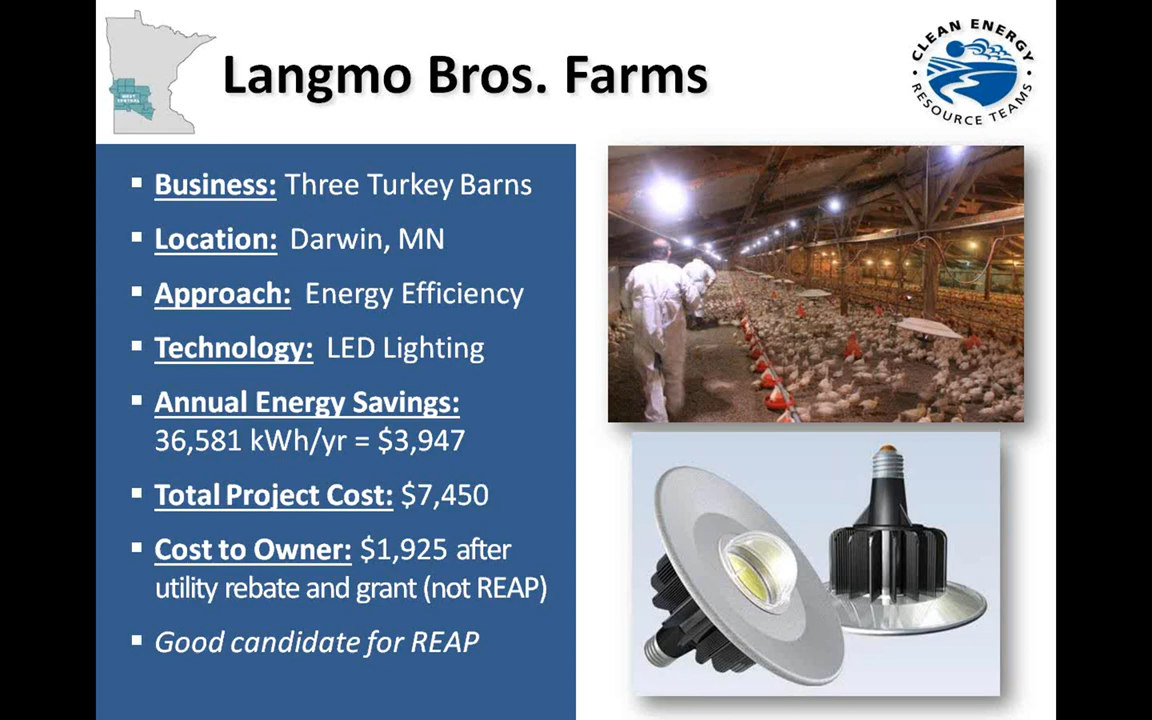 Langmo Bros. Farms
WEST
CENTRAL
CLEAN ENERGY
RESOURCE TEAMS
Business: Three Turkey Barns
Location: Darwin, MN
Approach: Energy Efficiency
Technology: LED Lighting
Annual Energy Savings:
36,581 kWh/yr = $3,947
Total Project Cost: $7,450
Cost to Owner: $1,925 after
utility rebate and grant (not REAP)
Good candidate for REAP